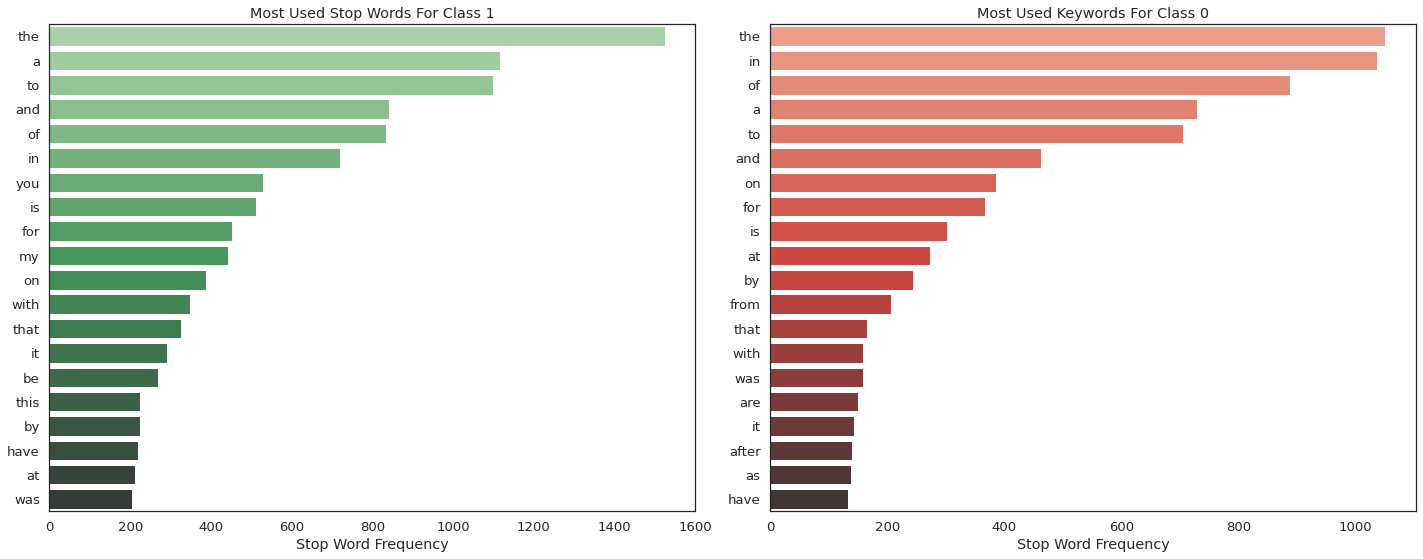 Most Used Stop Words For Class 1
the
a
to
and
of
in
you
is
for
my
on
with
that
it
be
this
by
have
at
was
0 200 400 600 800 1000 1200 1400 1600
Stop Word Frequency
Most Used Keywords For Class 0
the
in
of
a
to
and
on
for
is
at
by
from
that
with
was
are
it
after
as
have
0 200 400 600 800 1000
Stop Word Frequency